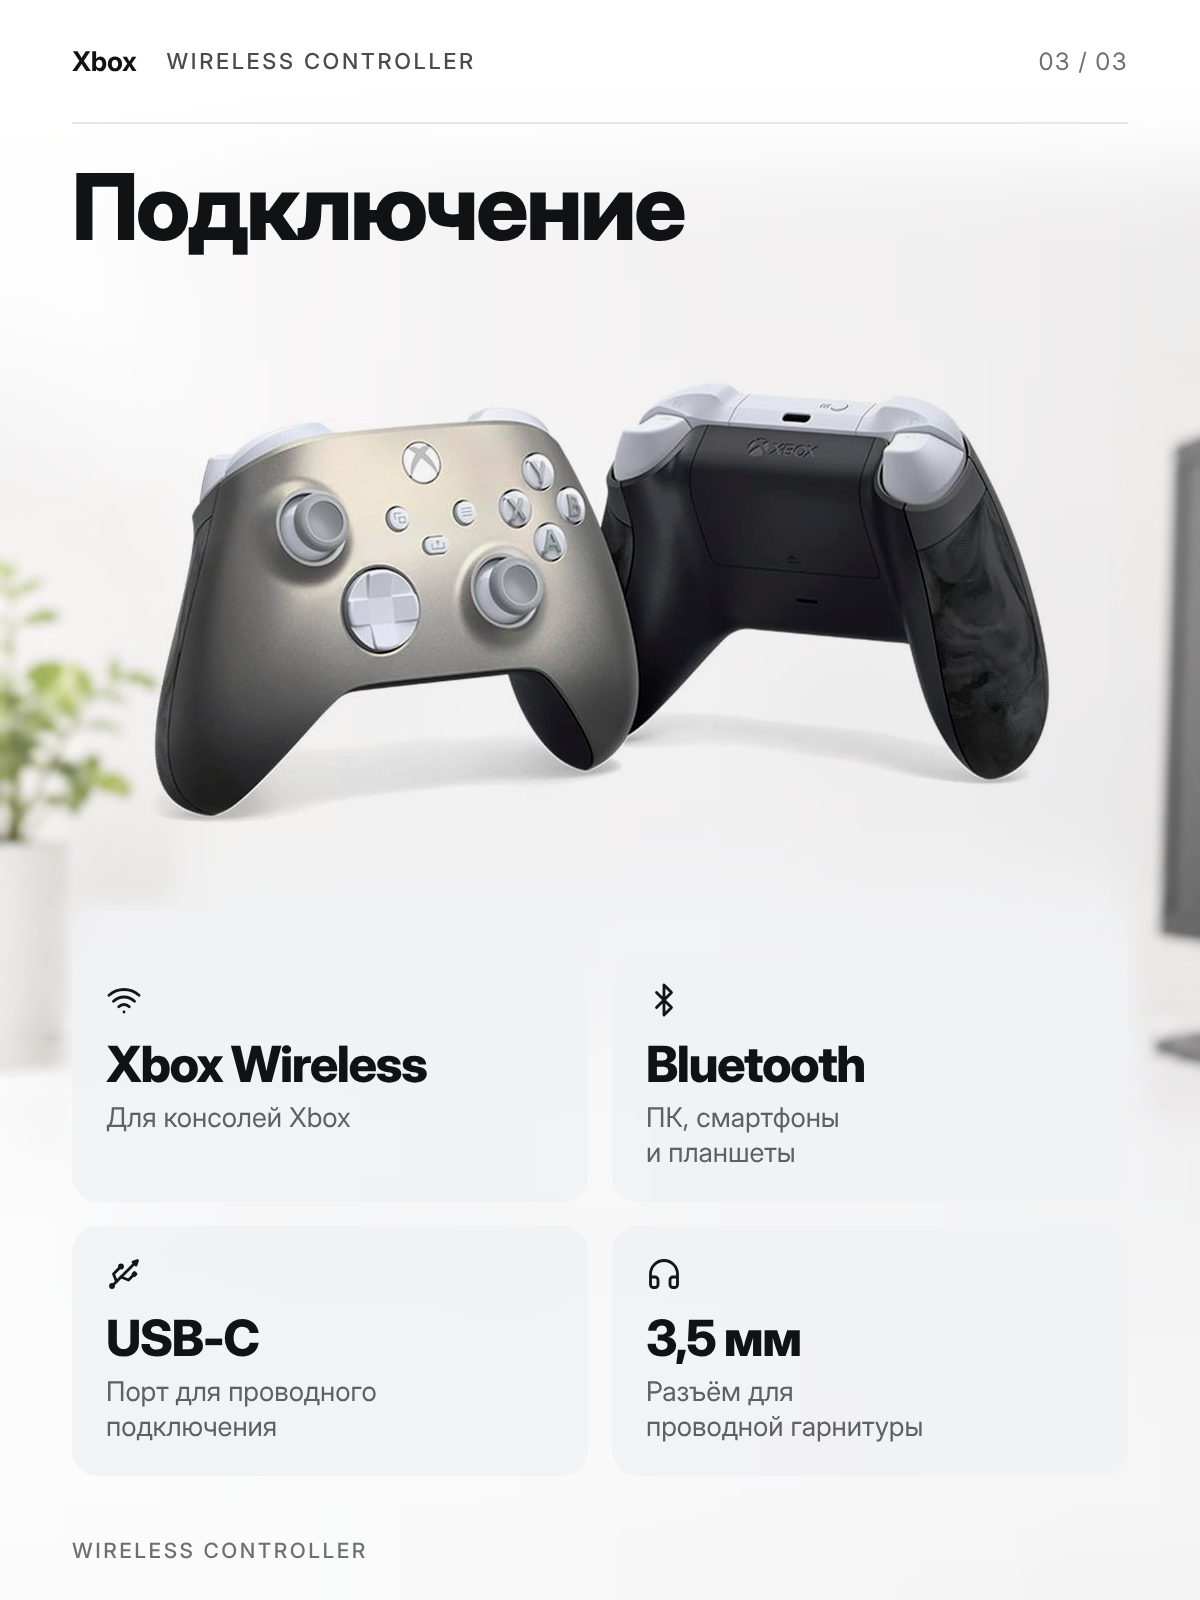 Xbox WIRELESS CONTROLLER 03 / 03
Подключение
XBOX
Y
X B
A
Xbox Wireless
Для консолей Xbox
Bluetooth
ПК, смартфоны
и планшеты
USB-C
Порт для проводного
подключения
3,5 мм
Разъём для
проводной гарнитуры
WIRELESS CONTROLLER